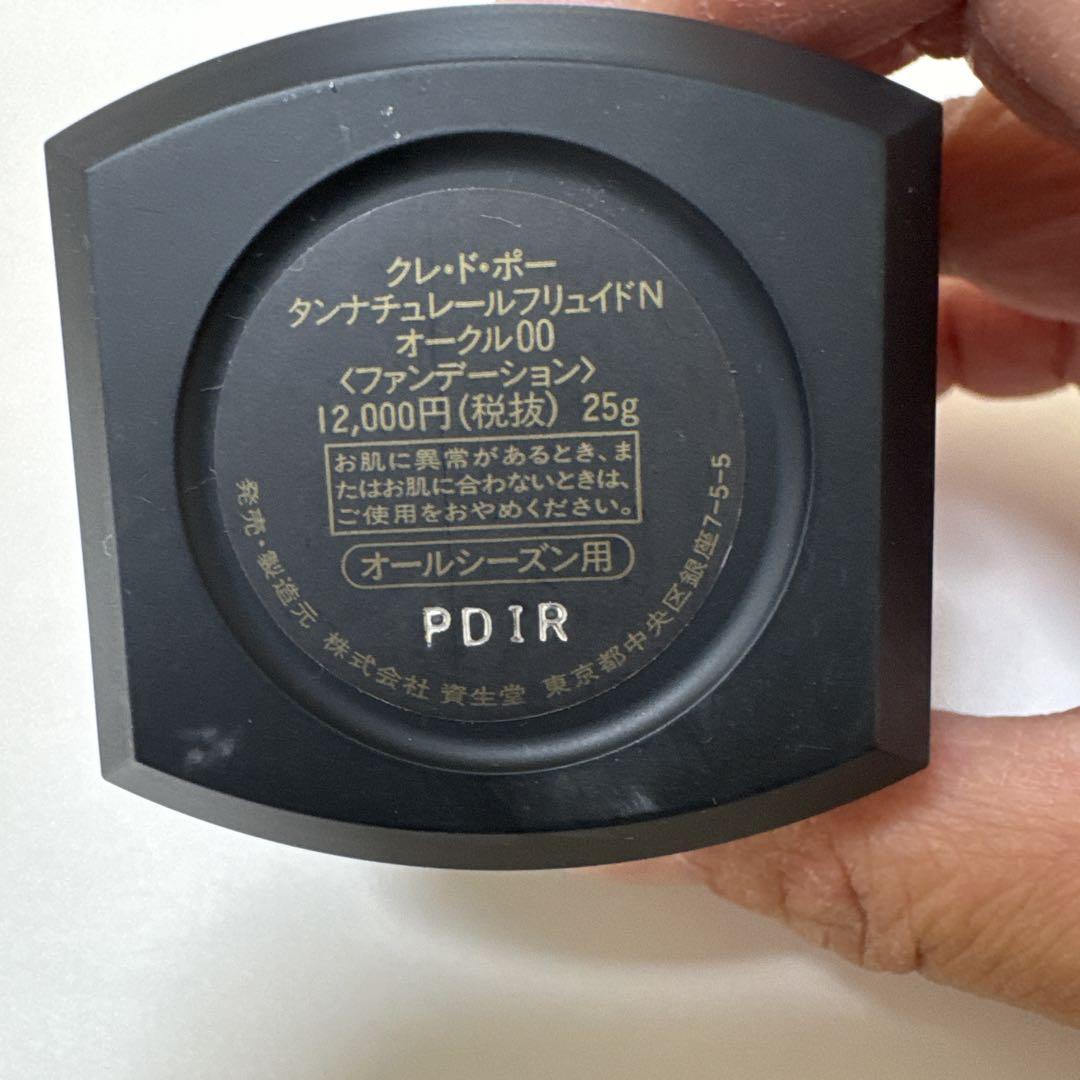 クレ・ド・ポー
タンナチュレールフリュイドN
オークル00
〈ファンデーション〉
12,000円(税抜) 25g
お肌に異常があるとき、ま
たはお肌に合わないときは、
ご使用をおやめください。
オールシーズン用
PDIR
発売・製造元 株式会社 資生堂 東京都中央区銀座7-5-5